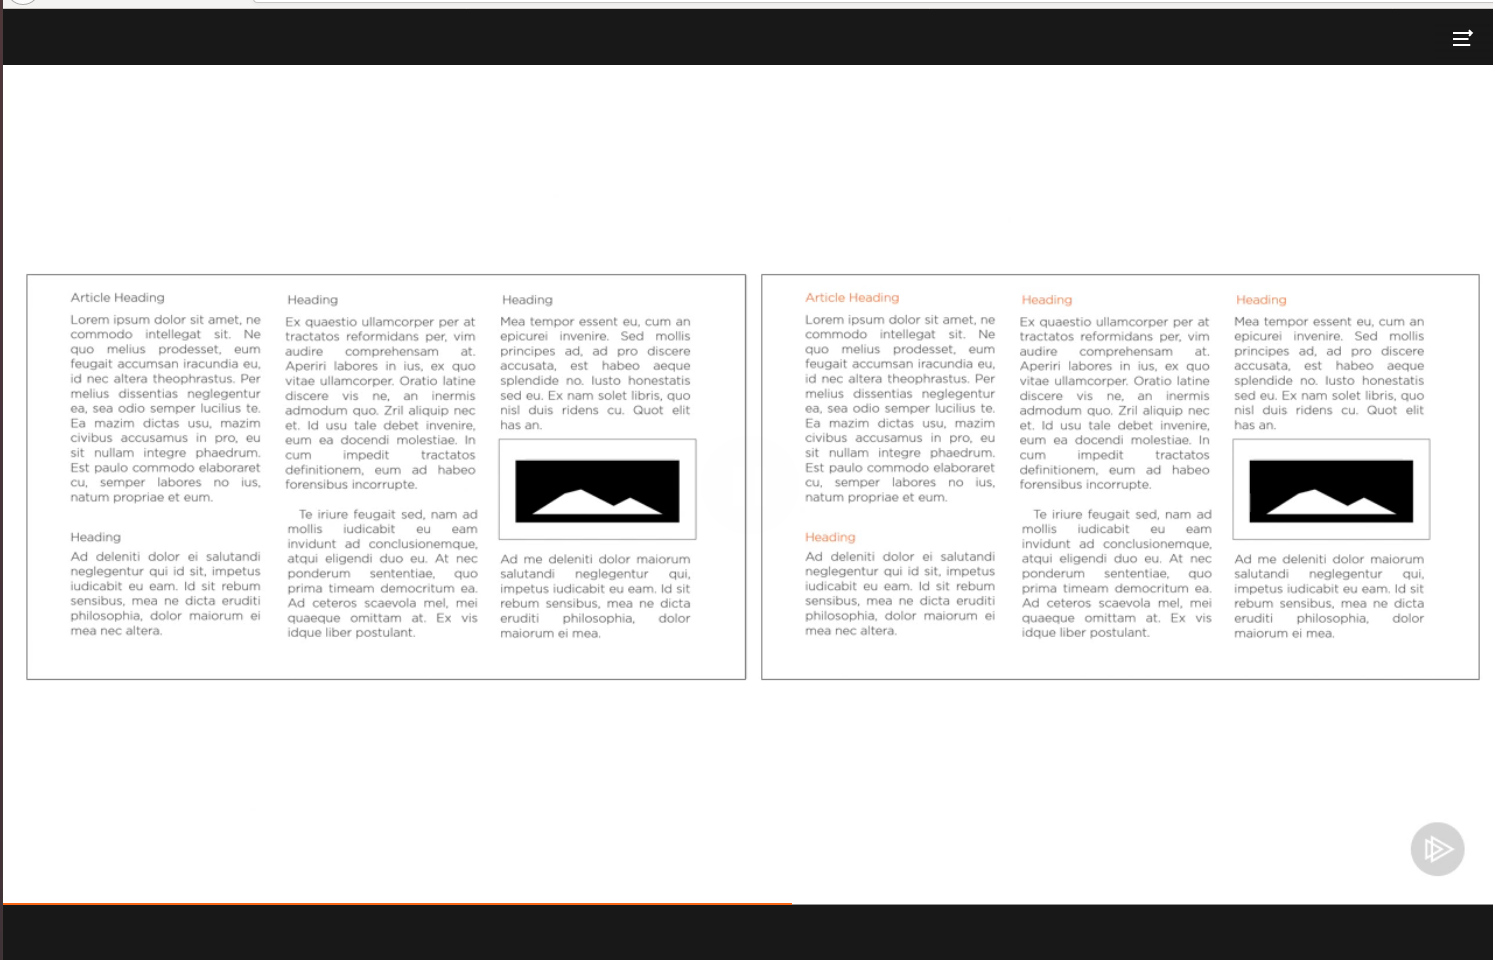 Article Heading
Lorem ipsum dolor sit amet, ne
commodo intellegat sit. Ne
quo melius prodesset, eum
feugait accumsan iracundia eu,
id nec altera theophrastus. Per
melius dissentias neglegentur
ea, sea odio semper lucilius te.
Ea mazim dictas usu, mazim
civibus accusamus in pro, eu
sit nullam integre phaedrum.
Est paulo commodo elaboraret
cu, semper labores no ius,
natum propriae et eum.
Heading
Ad deleniti dolor ei salutandi
neglegentur qui id sit, impetus
iudicabit eu eam. Id sit rebum
sensibus, mea ne dicta eruditi
philosophia, dolor maiorum ei
mea nec altera.
Heading
Ex quaestio ullamcorper per at
tractatos reformidans per, vim
audire comprehensam at.
Aperiri labores in ius, ex quo
vitae ullamcorper. Oratio latine
discere vis ne, an inermis
admodum quo. Zril aliquip nec
et. Id usu tale debet invenire,
eum ea docendi molestiae. In
cum impedit tractatos
definitionem, eum ad habeo
forensibus incorrupte.
Te iriure feugait sed, nam ad
mollis iudicabit eu eam
invidunt ad conclusionemque,
atqui eligendi duo eu. At nec
ponderum sententiae, quo
prima timeam democritum ea.
Ad ceteros scaevola mel, mei
quaeque omittam at. Ex vis
idque liber postulant.
Heading
Mea tempor essent eu, cum an
epicurei invenire. Sed mollis
principes ad, ad pro discere
accusata, est habeo aeque
splendide no. Iusto honestatis
sed eu. Ex nam solet libris, quo
nisl duis ridens cu. Quot elit
has an.
Ad me deleniti dolor maiorum
salutandi neglegentur qui,
impetus iudicabit eu eam. Id sit
rebum sensibus, mea ne dicta
eruditi philosophia, dolor
maiorum ei mea.
Article Heading
Lorem ipsum dolor sit amet, ne
commodo intellegat sit. Ne
quo melius prodesset, eum
feugait accumsan iracundia eu,
id nec altera theophrastus. Per
melius dissentias neglegentur
ea, sea odio semper lucilius te.
Ea mazim dictas usu, mazim
civibus accusamus in pro, eu
sit nullam integre phaedrum.
Est paulo commodo elaboraret
cu, semper labores no ius,
natum propriae et eum.
Heading
Ad deleniti dolor ei salutandi
neglegentur qui id sit, impetus
iudicabit eu eam. Id sit rebum
sensibus, mea ne dicta eruditi
philosophia, dolor maiorum ei
mea nec altera.
Heading
Ex quaestio ullamcorper per at
tractatos reformidans per, vim
audire comprehensam at.
Aperiri labores in ius, ex quo
vitae ullamcorper. Oratio latine
discere vis ne, an inermis
admodum quo. Zril aliquip nec
et. Id usu tale debet invenire,
eum ea docendi molestiae. In
cum impedit tractatos
definitionem, eum ad habeo
forensibus incorrupte.
Te iriure feugait sed, nam ad
mollis iudicabit eu eam
invidunt ad conclusionemque,
atqui eligendi duo eu. At nec
ponderum sententiae, quo
prima timeam democritum ea.
Ad ceteros scaevola mel, mei
quaeque omittam at. Ex vis
idque liber postulant.
Heading
Mea tempor essent eu, cum an
epicurei invenire. Sed mollis
principes ad, ad pro discere
accusata, est habeo aeque
splendide no. Iusto honestatis
sed eu. Ex nam solet libris, quo
nisl duis ridens cu. Quot elit
has an.
Ad me deleniti dolor maiorum
salutandi neglegentur qui,
impetus iudicabit eu eam. Id sit
rebum sensibus, mea ne dicta
eruditi philosophia, dolor
maiorum ei mea.